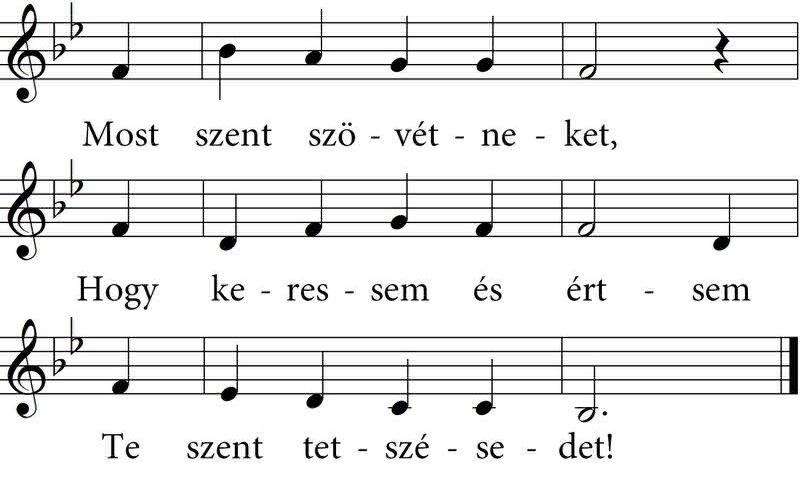 Most szent szö - vét - ne - ket,
Hogy ke - res - sem és ért - sem
Te szent tet - szé - se - det!